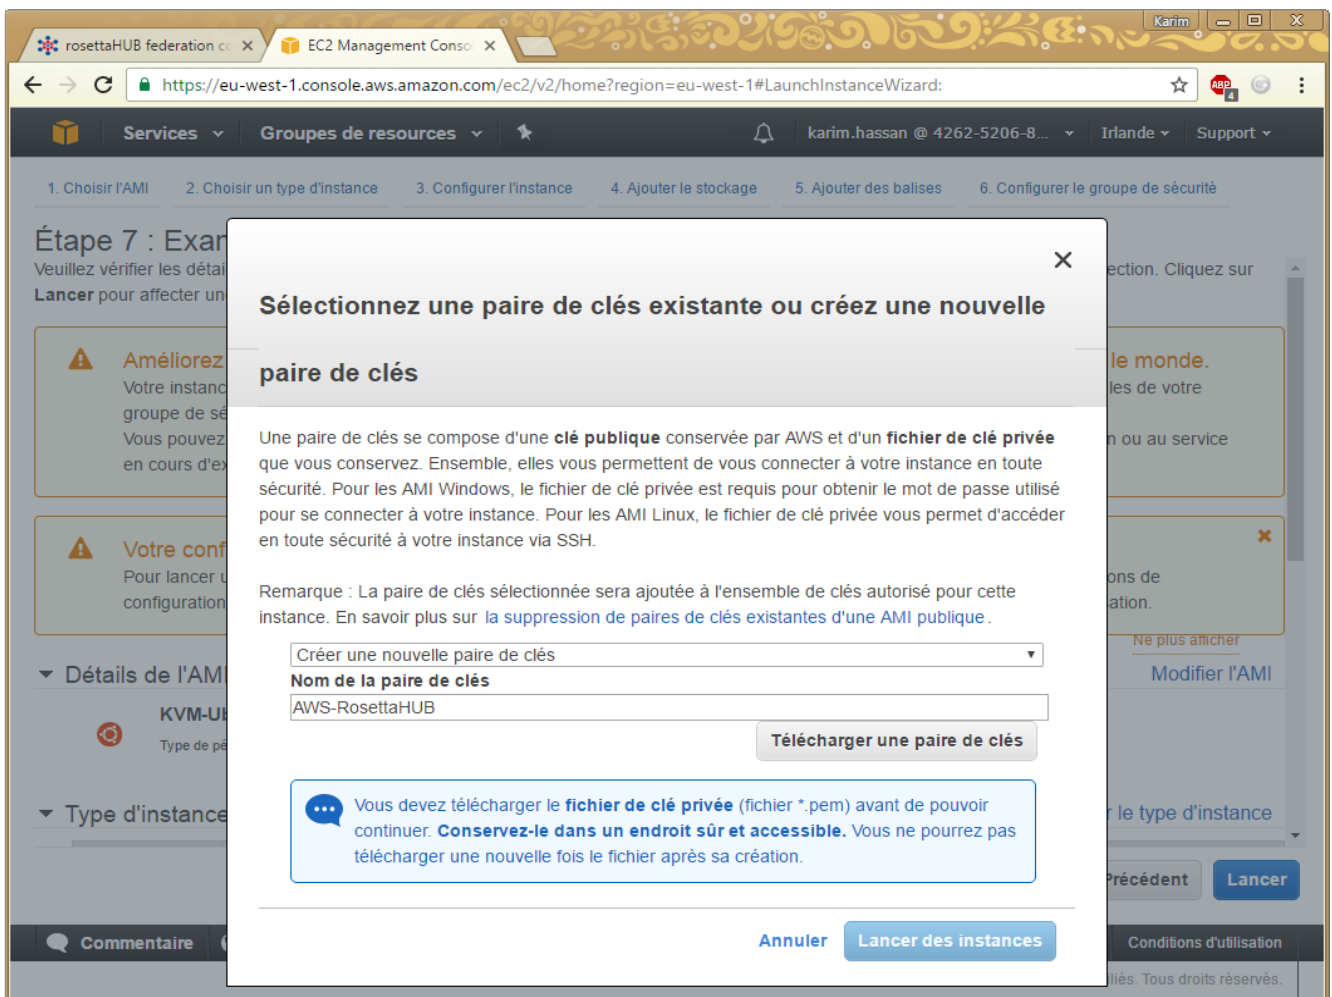 Karim
rosettaHUB federation cc
EC2 Management Conso
https://eu-west-1.console.aws.amazon.com/ec2/v2/home?region=eu-west-1#LaunchInstanceWizard:
ABP
4
Services
Groupes de resources
karim.hassan @ 4262-5206-8...
Irlande
Support
1. Choisir l'AMI
2. Choisir un type d'instance
3. Configurer l'instance
4. Ajouter le stockage
5. Ajouter des balises
6. Configurer le groupe de sécurité
Étape 7 : Exar
Veuillez vérifier les détai
ection. Cliquez sur
Lancer pour affecter un
Sélectionnez une paire de clés existante ou créez une nouvelle
paire de clés
Améliorez
le monde.
Votre instanc
les de votre
groupe de sé
Vous pouvez
n ou au service
en cours d'ex
Une paire de clés se compose d'une clé publique conservée par AWS et d'un fichier de clé privée
que vous conservez. Ensemble, elles vous permettent de vous connecter à votre instance en toute
sécurité. Pour les AMI Windows, le fichier de clé privée est requis pour obtenir le mot de passe utilisé
pour se connecter à votre instance. Pour les AMI Linux, le fichier de clé privée vous permet d'accéder
en toute sécurité à votre instance via SSH.
Votre conf
Pour lancer u
ons de
configuration
ation.
Remarque : La paire de clés sélectionnée sera ajoutée à l'ensemble de clés autorisé pour cette
instance. En savoir plus sur la suppression de paires de clés existantes d'une AMI publique.
Ne plus afficher
Détails de l'AMI
Modifier l'AMI
Créer une nouvelle paire de clés
Nom de la paire de clés
AWS-RosettaHUB
KVM-Ub
Type de pé
Télécharger une paire de clés
Vous devez télécharger le fichier de clé privée (fichier *.pem) avant de pouvoir
continuer. Conservez-le dans un endroit sûr et accessible. Vous ne pourrez pas
télécharger une nouvelle fois le fichier après sa création.
Type d'instance
r le type d'instance
Précédent
Lancer
Annuler
Lancer des instances
Commentaire
Conditions d'utilisation
iliés. Tous droits réservés.